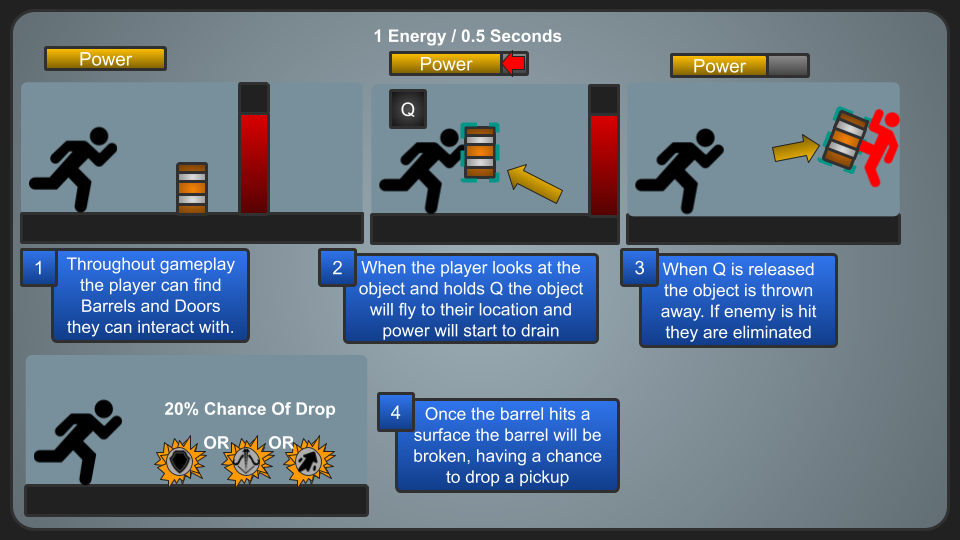 1 Energy / 0.5 Seconds
Power
Power
Power
Q
1
Throughout gameplay
the player can find
Barrels and Doors
they can interact with.
2
When the player looks at the
object and holds Q the object
will fly to their location and
power will start to drain
3
When Q is released
the object is thrown
away. If enemy is hit
they are eliminated
20% Chance Of Drop
OR OR
4
Once the barrel hits a
surface the barrel will be
broken, having a chance
to drop a pickup